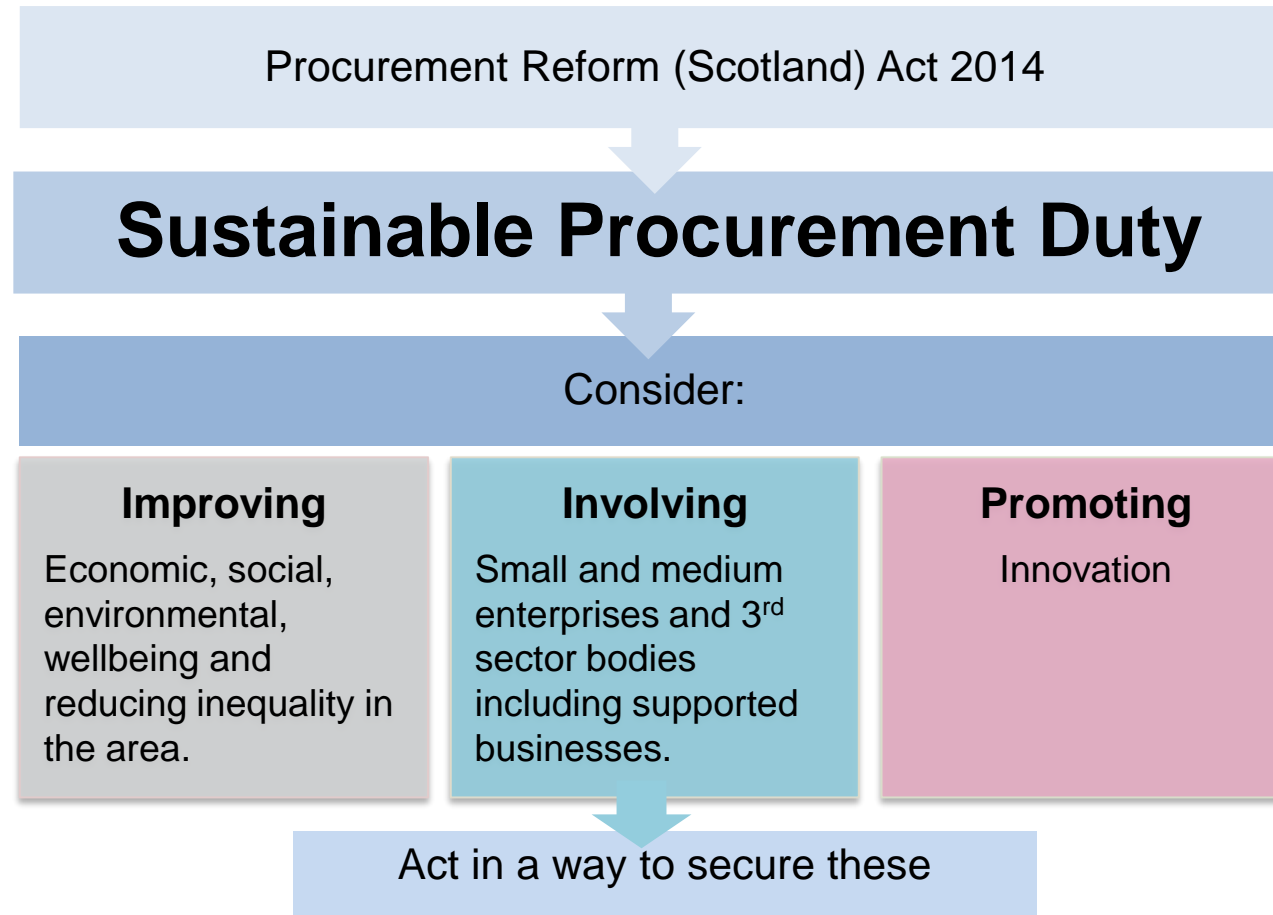 Procurement Reform (Scotland) Act 2014
Sustainable Procurement Duty
Consider:
Improving
Economic, social,
environmental,
wellbeing and
reducing inequality in
the area.
Involving
Small and medium
enterprises and 3rd
sector bodies
including supported
businesses.
Promoting
Innovation
Act in a way to secure these